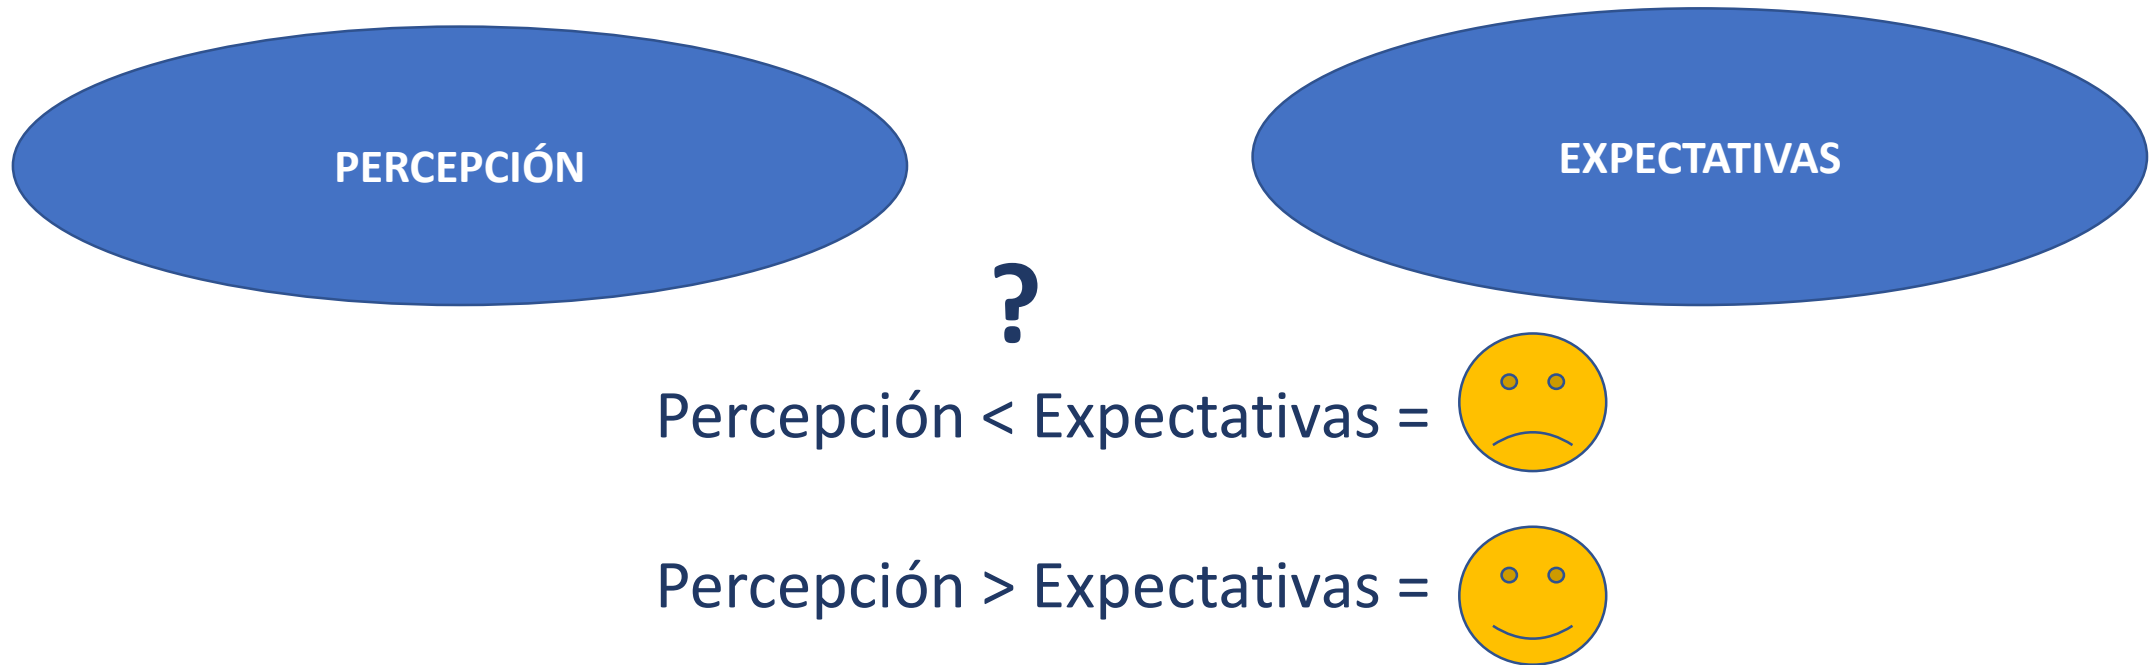 PERCEPCIÓN
EXPECTATIVAS
?
Percepción < Expectativas =
Percepción > Expectativas =